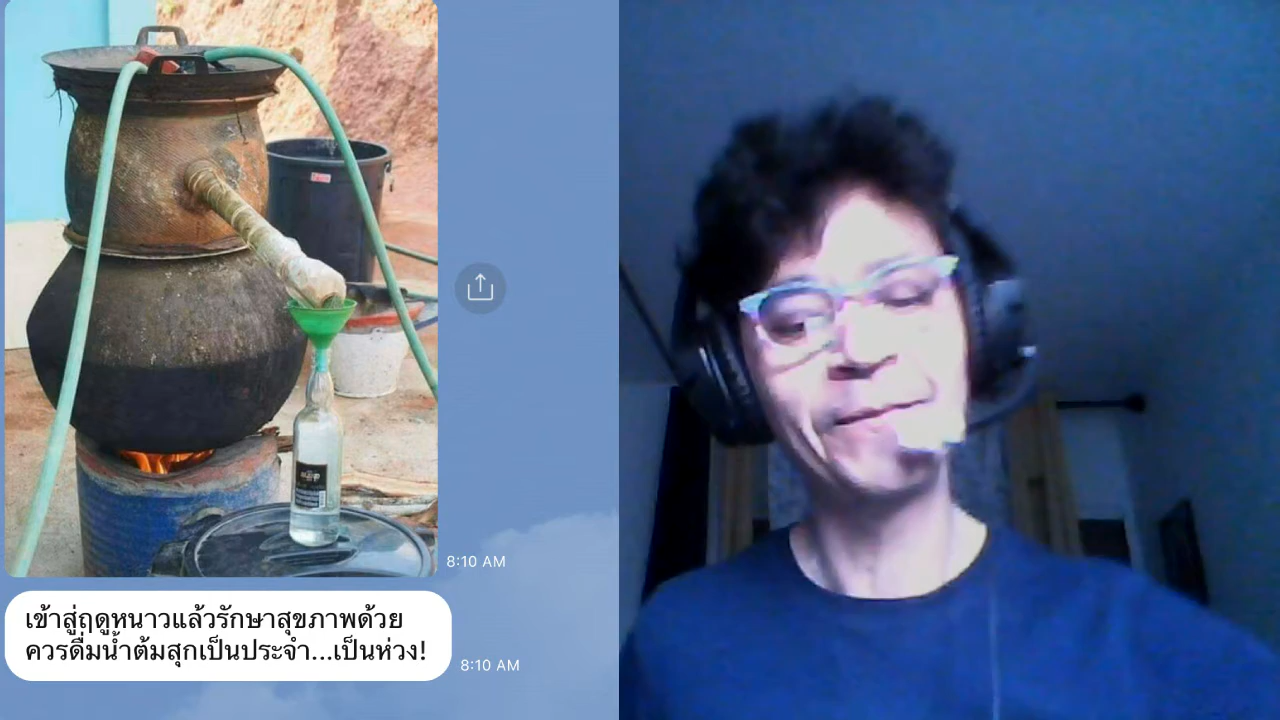 8:10 AM
เข้าสู่ฤดูหนาวแล้วรักษาสุขภาพด้วย
ควรดื่มน้ำต้มสุกเป็นประจำ...เป็นห่วง!
8:10 AM